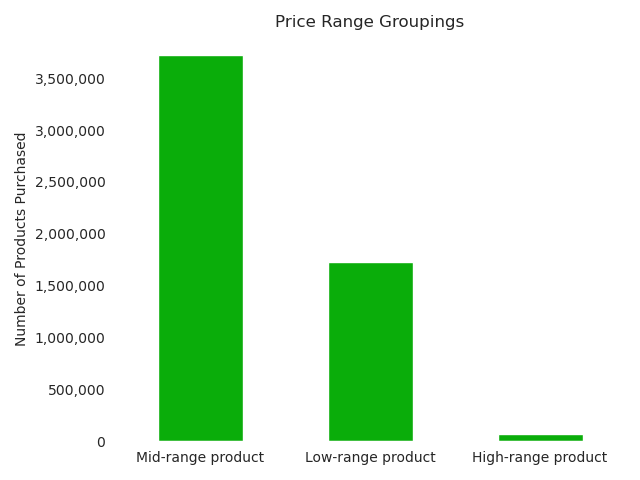 Price Range Groupings
Number of Products Purchased
3,500,000
3,000,000
2,500,000
2,000,000
1,500,000
1,000,000
500,000
0
Mid-range product
Low-range product
High-range product